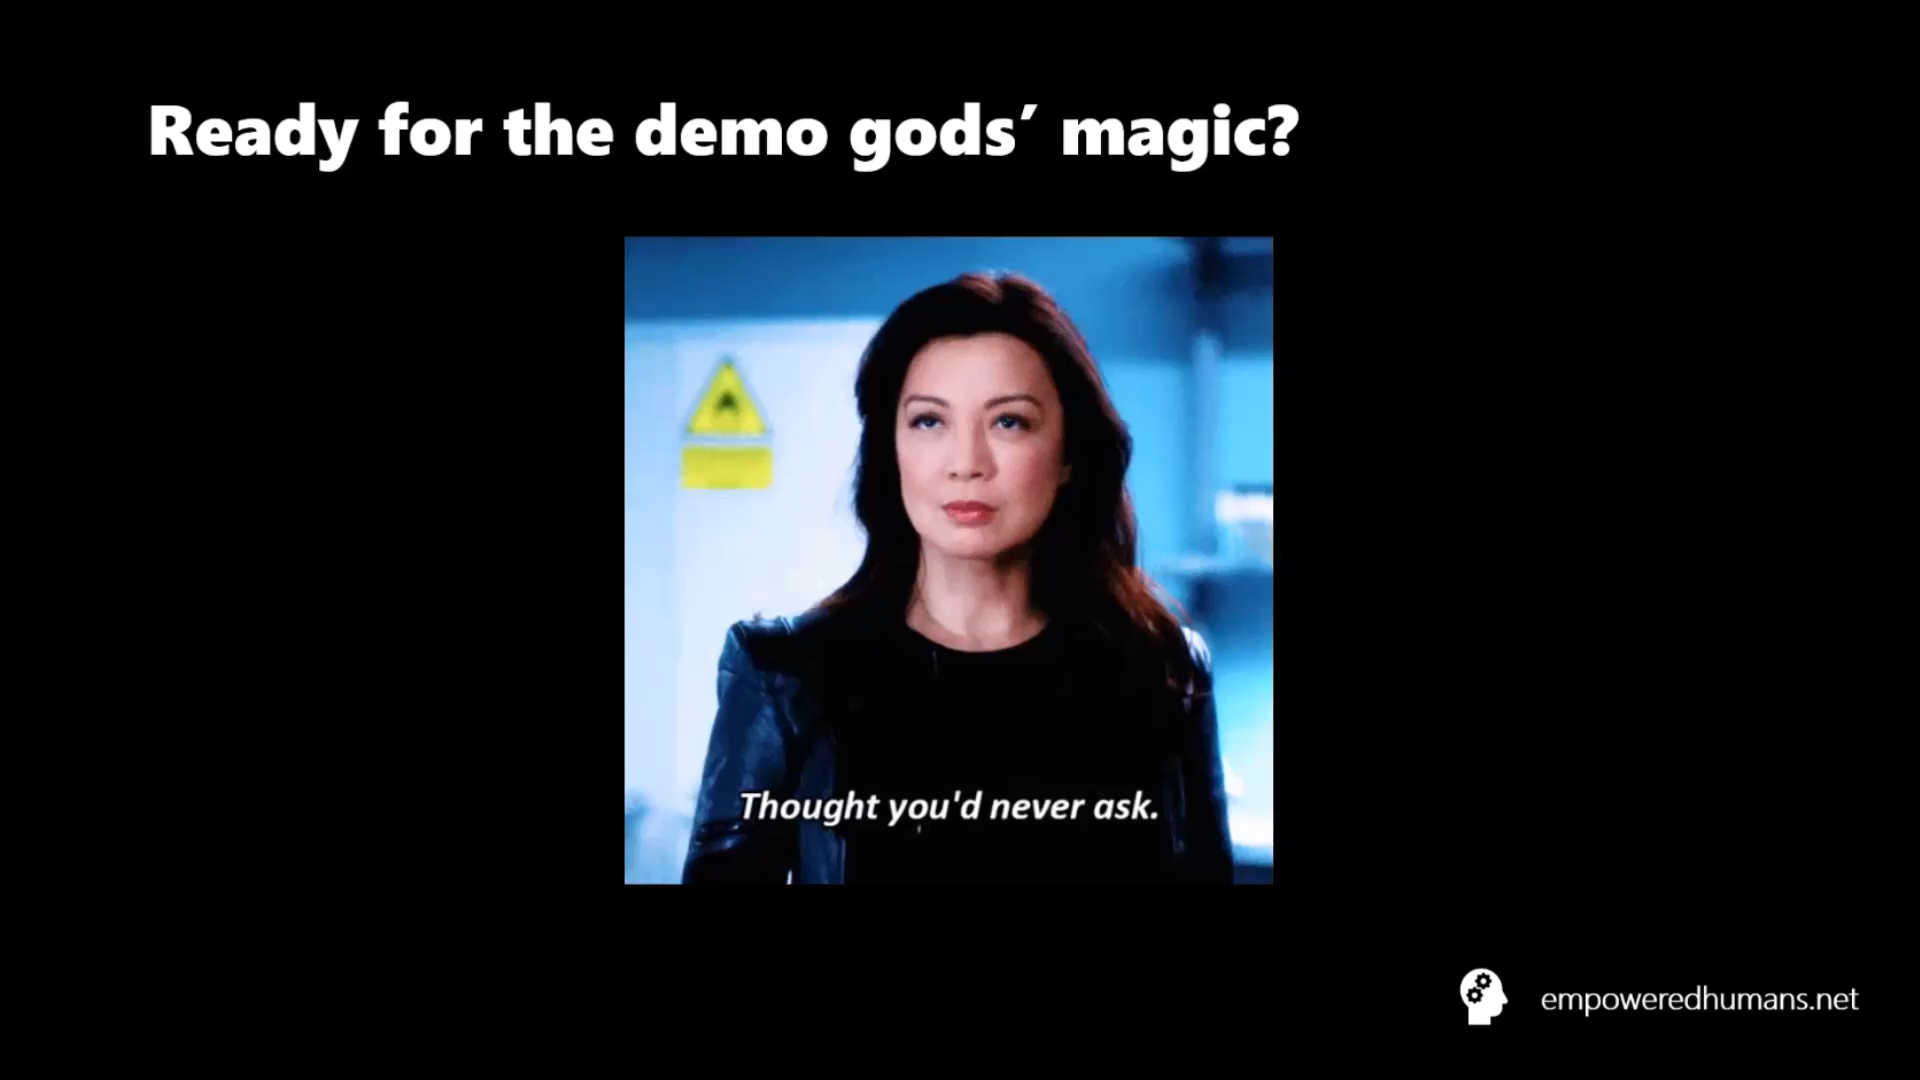 Ready for the demo gods’ magic?
Thought you'd never ask.
empoweredhumans.net